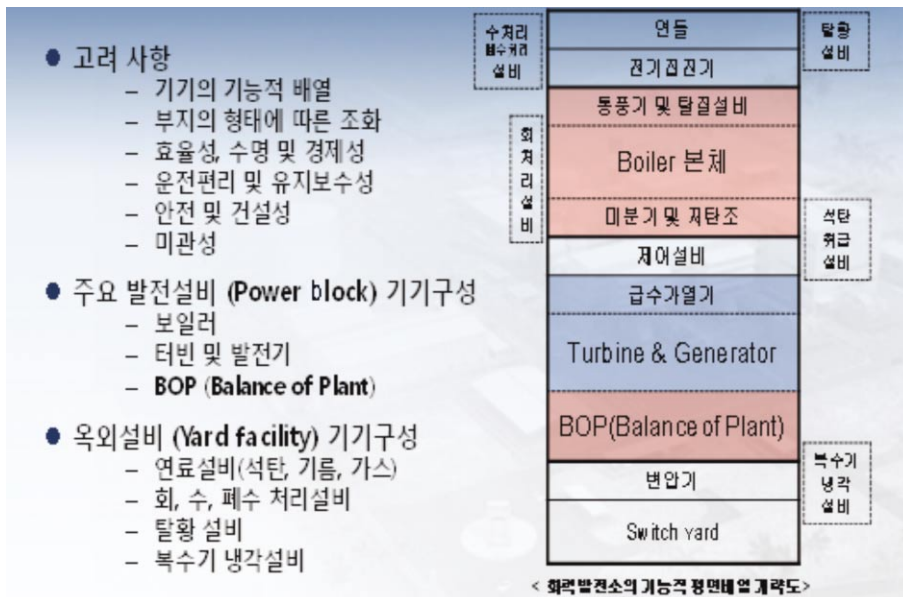 ● 고려 사항
– 기기의 기능적 배열
– 부지의 형태에 따른 조화
– 효율성, 수명 및 경제성
– 운전편리 및 유지보수성
– 안전 및 건설성
– 미관성
● 주요 발전설비 (Power block) 기기구성
– 보일러
– 터빈 및 발전기
– BOP (Balance of Plant)
● 옥외설비 (Yard facility) 기기구성
– 연료설비(석탄, 기름, 가스)
– 회, 수, 폐수 처리설비
– 탈황 설비
– 복수기 냉각설비
수처리
폐수처리
설비
회
처
리
설
비
연돌
전기집진기
통풍기 및 탈질설비
Boiler 본체
미분기 및 저탄조
제어설비
급수가열기
Turbine & Generator
BOP(Balance of Plant)
변압기
Switch yard
탈황
설비
석탄
취급
설비
복수기
냉각
설비
< 화력발전소의 기능적 평면배열 개략도>